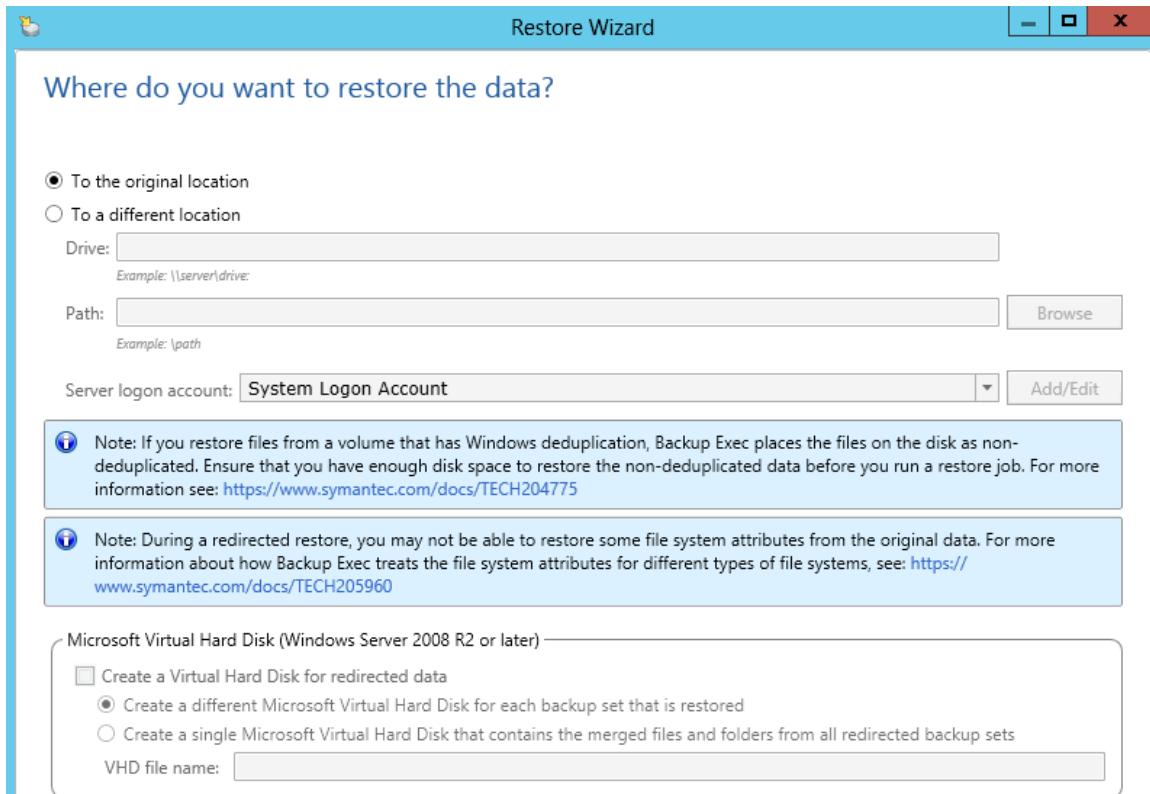 Restore Wizard
Where do you want to restore the data?
To the original location
To a different location
Drive:
Example: \\server\drive:
Path:
Browse
Example: \path
Server logon account: System Logon Account Add/Edit
Note: If you restore files from a volume that has Windows deduplication, Backup Exec places the files on the disk as non-
deduplicated. Ensure that you have enough disk space to restore the non-deduplicated data before you run a restore job. For more
information see: https://www.symantec.com/docs/TECH204775
Note: During a redirected restore, you may not be able to restore some file system attributes from the original data. For more
information about how Backup Exec treats the file system attributes for different types of file systems, see: https://
www.symantec.com/docs/TECH205960
Microsoft Virtual Hard Disk (Windows Server 2008 R2 or later)
Create a Virtual Hard Disk for redirected data
Create a different Microsoft Virtual Hard Disk for each backup set that is restored
Create a single Microsoft Virtual Hard Disk that contains the merged files and folders from all redirected backup sets
VHD file name: